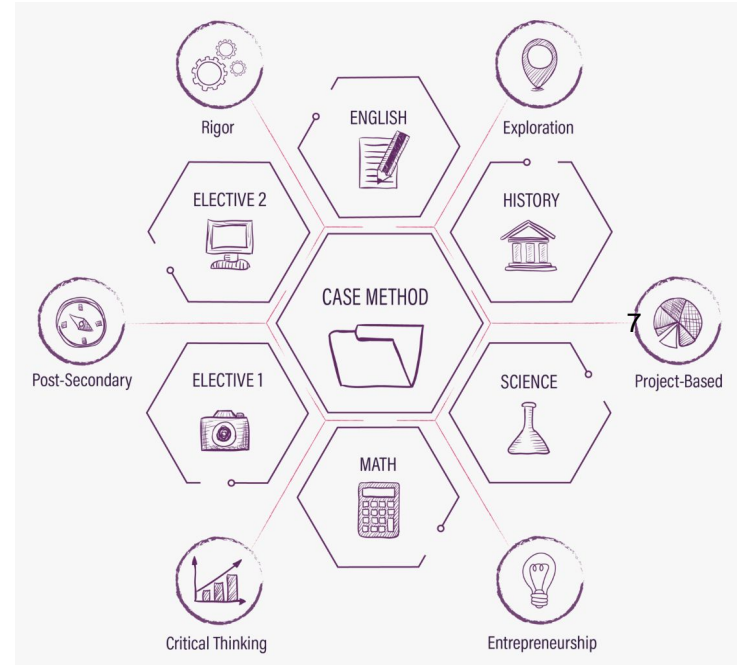 Rigor
Exploration
ENGLISH
ELECTIVE 2
HISTORY
CASE METHOD
7
Post-Secondary
Project-Based
ELECTIVE 1
SCIENCE
MATH
Critical Thinking
Entrepreneurship